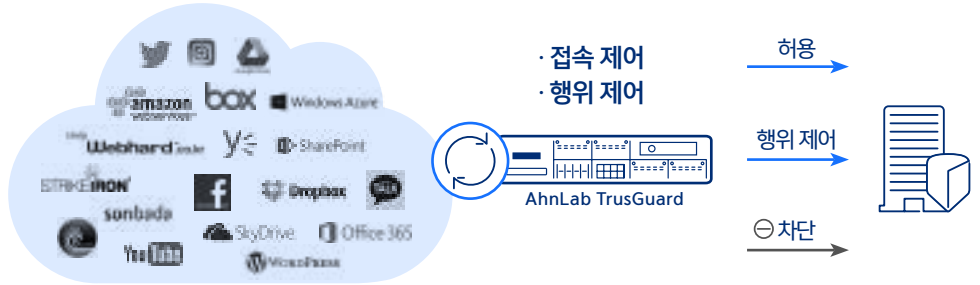 amazon
box
Windows Azure
Webhard
SharePoint
STRIKEIRON
Dropbox
sonbada
SkyDrive
Office 365
YouTube
WORDPRESS
· 접속 제어
· 행위 제어
AhnLab TrusGuard
허용
행위 제어
차단